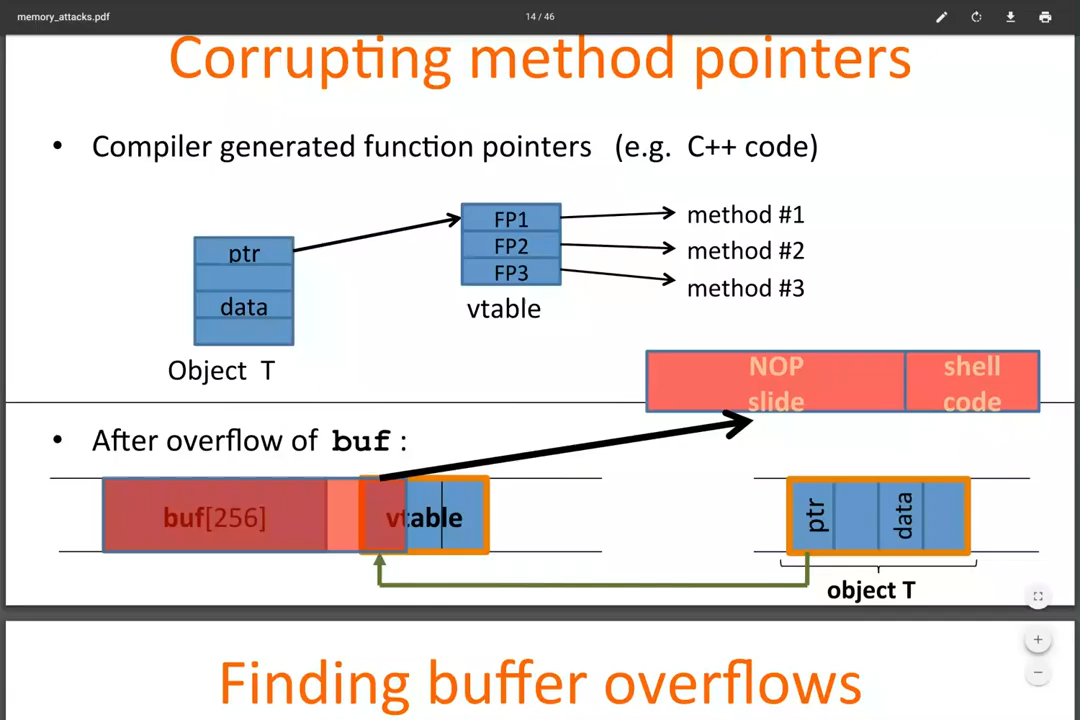 memory_attacks.pdf
14 / 46
Corrupting method pointers
• Compiler generated function pointers (e.g. C++ code)
ptr
data
Object T
FP1
FP2
FP3
vtable
method #1
method #2
method #3
NOP
slide
shell
code
• After overflow of buf :
buf[256]
vtable
ptr
data
object T
Finding buffer overflows